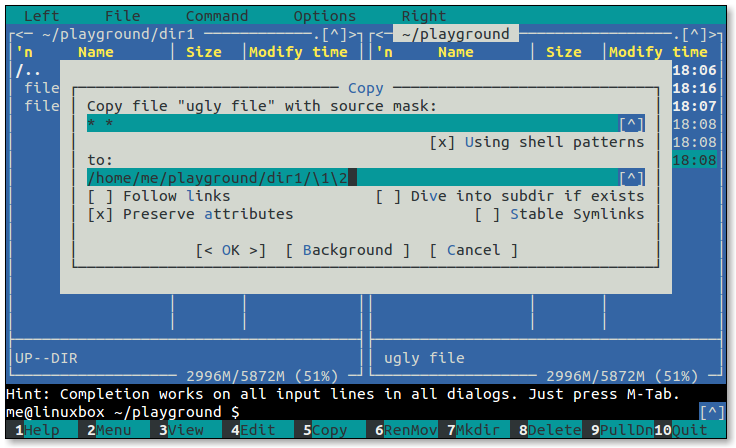 Left File Command Options Right
<─ ~/playground/dir1 ─.[^]> <─ ~/playground ─.[^]>
'n Name Size Modify time 'n Name Size Modify time
/.. 18:06
file 18:16
file 18:07
18:08
18:08
18:08
Copy
Copy file "ugly file" with source mask:
* * [^]
[x] Using shell patterns
to:
/home/me/playground/dir1/\1\2 [^]
[ ] Follow links [ ] Dive into subdir if exists
[x] Preserve attributes [ ] Stable Symlinks
[< OK >] [ Background ] [ Cancel ]
UP--DIR ugly file
2996M/5872M (51%) 2996M/5872M (51%)
Hint: Completion works on all input lines in all dialogs. Just press M-Tab.
me@linuxbox ~/playground $ [^]
1Help 2Menu 3View 4Edit 5Copy 6RenMov 7Mkdir 8Delete 9PullDn 10Quit